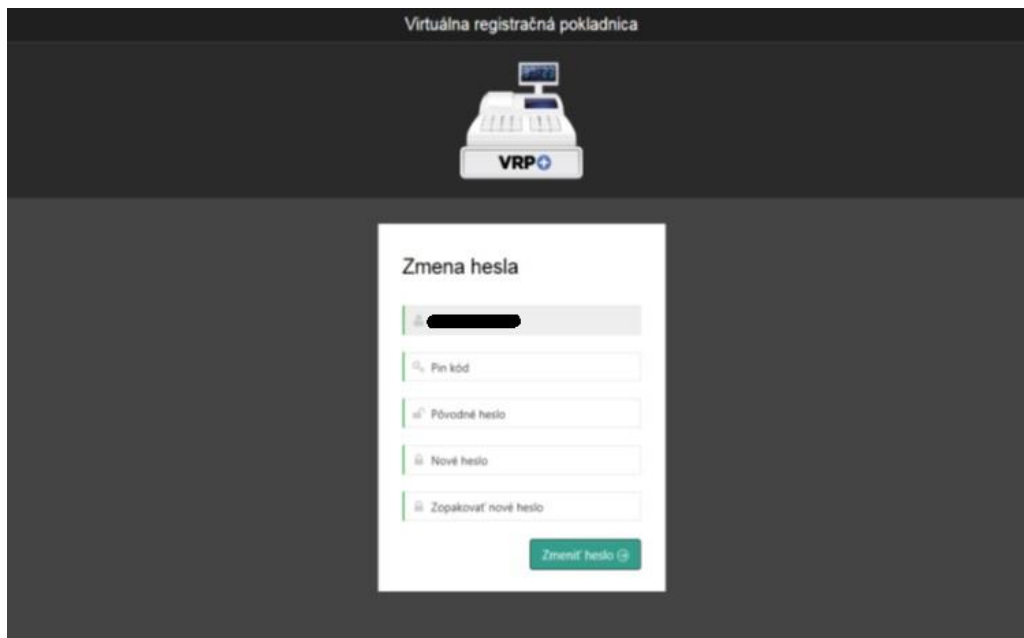 Virtuálna registračná pokladnica
VRP
Zmena hesla
Pin kód
Pôvodné heslo
Nové heslo
Zopakovať nové heslo
Zmeniť heslo